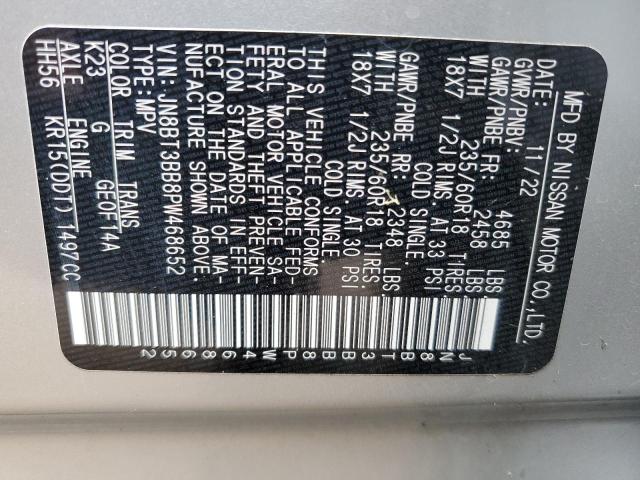 MFD BY NISSAN MOTOR CO.,LTD.
DATE: 11/22
GVWR/PNBV: 4685 LBS.
GAWR/PNBE FR: 2458 LBS.
WITH 235/60R18 TIRES,
18X7 1/2J RIMS, AT 33 PSI
COLD SINGLE
GAWR/PNBE RR: 2348 LBS.
WITH 235/60R18 TIRES,
18X7 1/2J RIMS, AT 30 PSI
COLD SINGLE
THIS VEHICLE CONFORMS
TO ALL APPLICABLE FED-
ERAL MOTOR VEHICLE SA-
FETY AND THEFT PREVEN-
TION STANDARDS IN EFF-
ECT ON THE DATE OF MA-
NUFACTURE SHOWN ABOVE.
VIN: JN8BT3BB8PW468652
TYPE: MPV
COLOR TRIM TRANS
K23 G GEOF14A
AXLE ENGINE
HH56 KR15(DDT) 1497CC
JN8BT3BB8PW468652